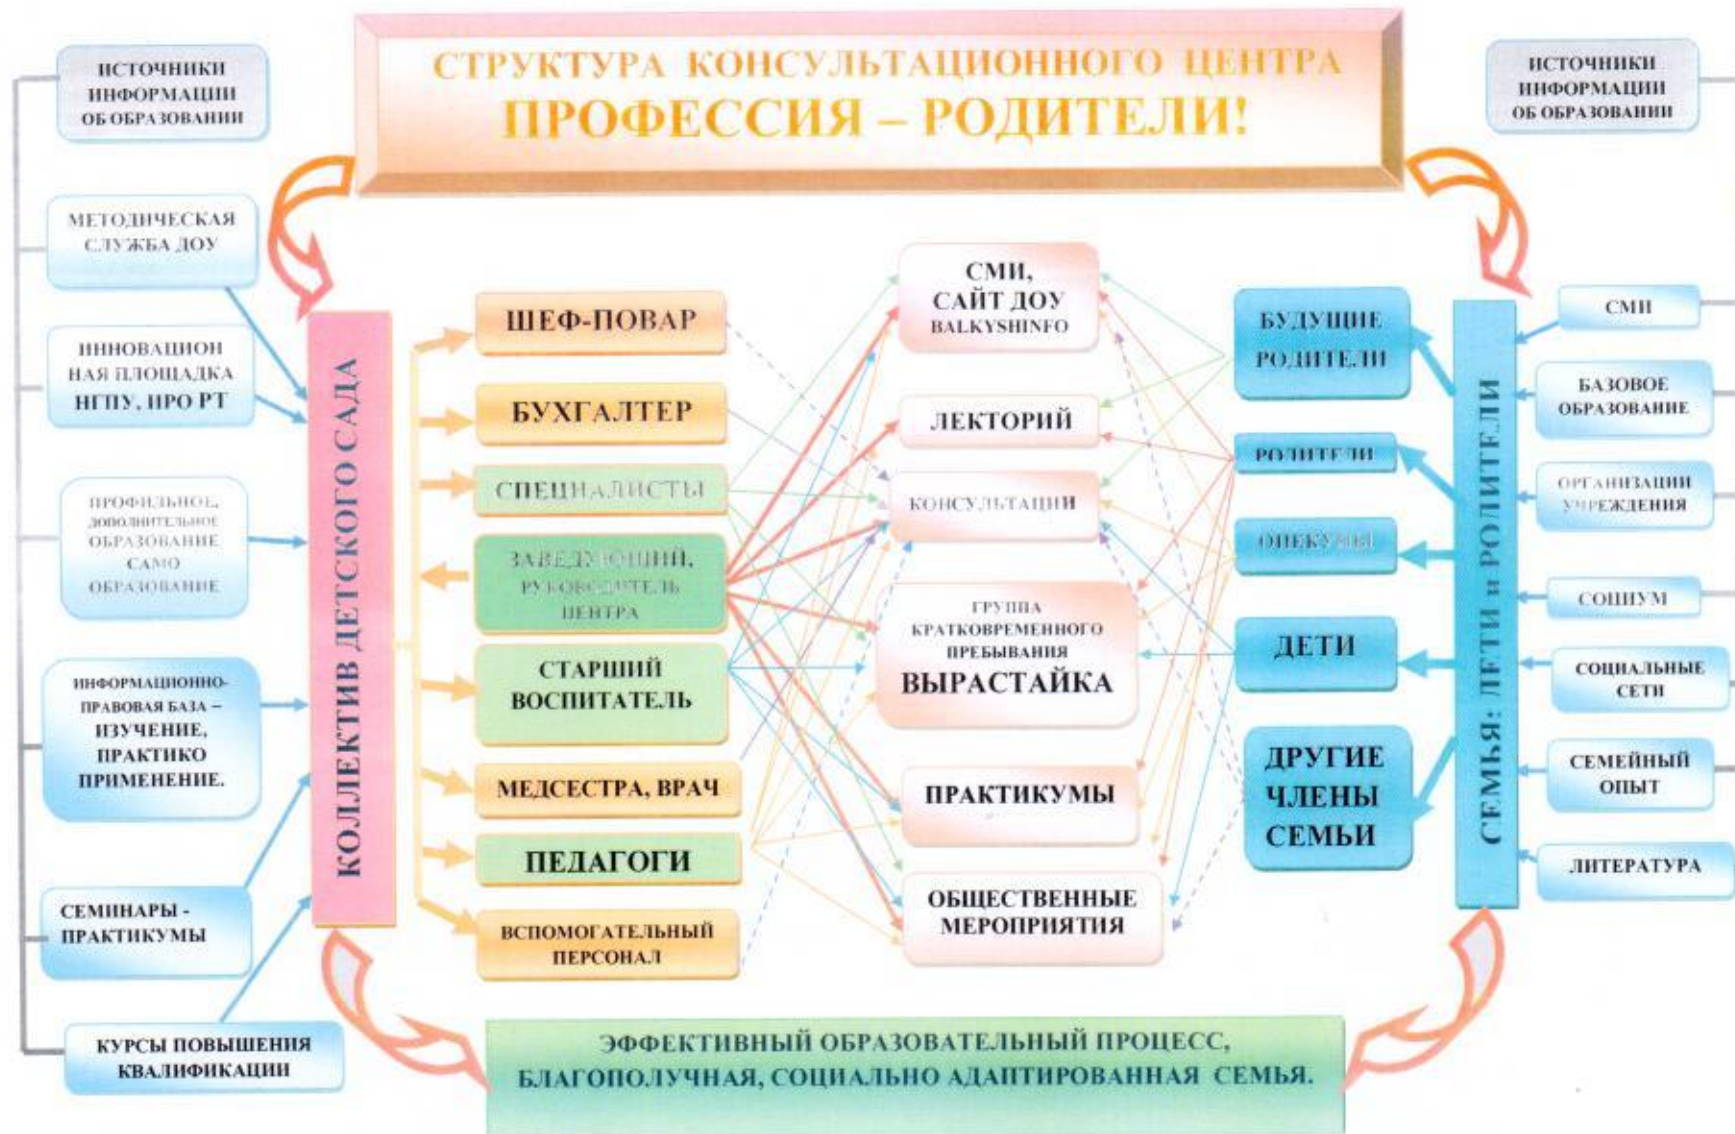 СТРУКТУРА КОНСУЛЬТАЦИОННОГО ЦЕНТРА
ПРОФЕССИЯ – РОДИТЕЛИ!
ИСТОЧНИКИ
ИНФОРМАЦИИ
ОБ ОБРАЗОВАНИИ
МЕТОДИЧЕСКАЯ
СЛУЖБА ДОУ
ИННОВАЦИОН
НАЯ ПЛОЩАДКА
НГПУ, ИРО РТ
ПРОФИЛЬНОЕ,
ДОПОЛНИТЕЛЬНОЕ
ОБРАЗОВАНИЕ
САМО
ОБРАЗОВАНИЕ
ИНФОРМАЦИОННО-
ПРАВОВАЯ БАЗА –
ИЗУЧЕНИЕ,
ПРАКТИКО
ПРИМЕНЕНИЕ.
СЕМИНАРЫ -
ПРАКТИКУМЫ
КУРСЫ ПОВЫШЕНИЯ
КВАЛИФИКАЦИИ
КОЛЛЕКТИВ ДЕТСКОГО САДА
ШЕФ-ПОВАР
БУХГАЛТЕР
СПЕЦИАЛИСТЫ
ЗАВЕДУЮЩИЙ,
РУКОВОДИТЕЛЬ
ЦЕНТРА
СТАРШИЙ
ВОСПИТАТЕЛЬ
МЕДСЕСТРА, ВРАЧ
ПЕДАГОГИ
ВСПОМОГАТЕЛЬНЫЙ
ПЕРСОНАЛ
СМИ,
САЙТ ДОУ
BALKYSHINFO
ЛЕКТОРИЙ
КОНСУЛЬТАЦИИ
ГРУППА
КРАТКОВРЕМЕННОГО
ПРЕБЫВАНИЯ
ВЫРАСТАЙКА
ПРАКТИКУМЫ
ОБЩЕСТВЕННЫЕ
МЕРОПРИЯТИЯ
БУДУЩИЕ
РОДИТЕЛИ
РОДИТЕЛИ
ОПЕКУНЫ
ДЕТИ
ДРУГИЕ
ЧЛЕНЫ
СЕМЬИ
СЕМЬЯ: ДЕТИ и РОДИТЕЛИ
ИСТОЧНИКИ
ИНФОРМАЦИИ
ОБ ОБРАЗОВАНИИ
СМИ
БАЗОВОЕ
ОБРАЗОВАНИЕ
ОРГАНИЗАЦИИ
УЧРЕЖДЕНИЯ
СОЦИУМ
СОЦИАЛЬНЫЕ
СЕТИ
СЕМЕЙНЫЙ
ОПЫТ
ЛИТЕРАТУРА
ЭФФЕКТИВНЫЙ ОБРАЗОВАТЕЛЬНЫЙ ПРОЦЕСС,
БЛАГОПОЛУЧНАЯ, СОЦИАЛЬНО АДАПТИРОВАННАЯ СЕМЬЯ.